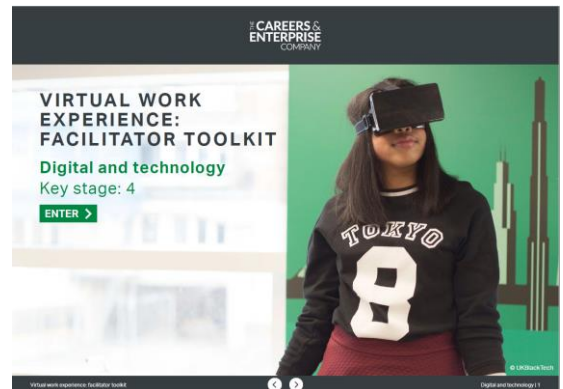 THE CAREERS &
ENTERPRISE
COMPANY
VIRTUAL WORK
EXPERIENCE:
FACILITATOR TOOLKIT
Digital and technology
Key stage: 4
ENTER >
TOKYO
8
© UKBlackTech
Virtual work experience: facilitator toolkit
< >
Digital and technology | 1